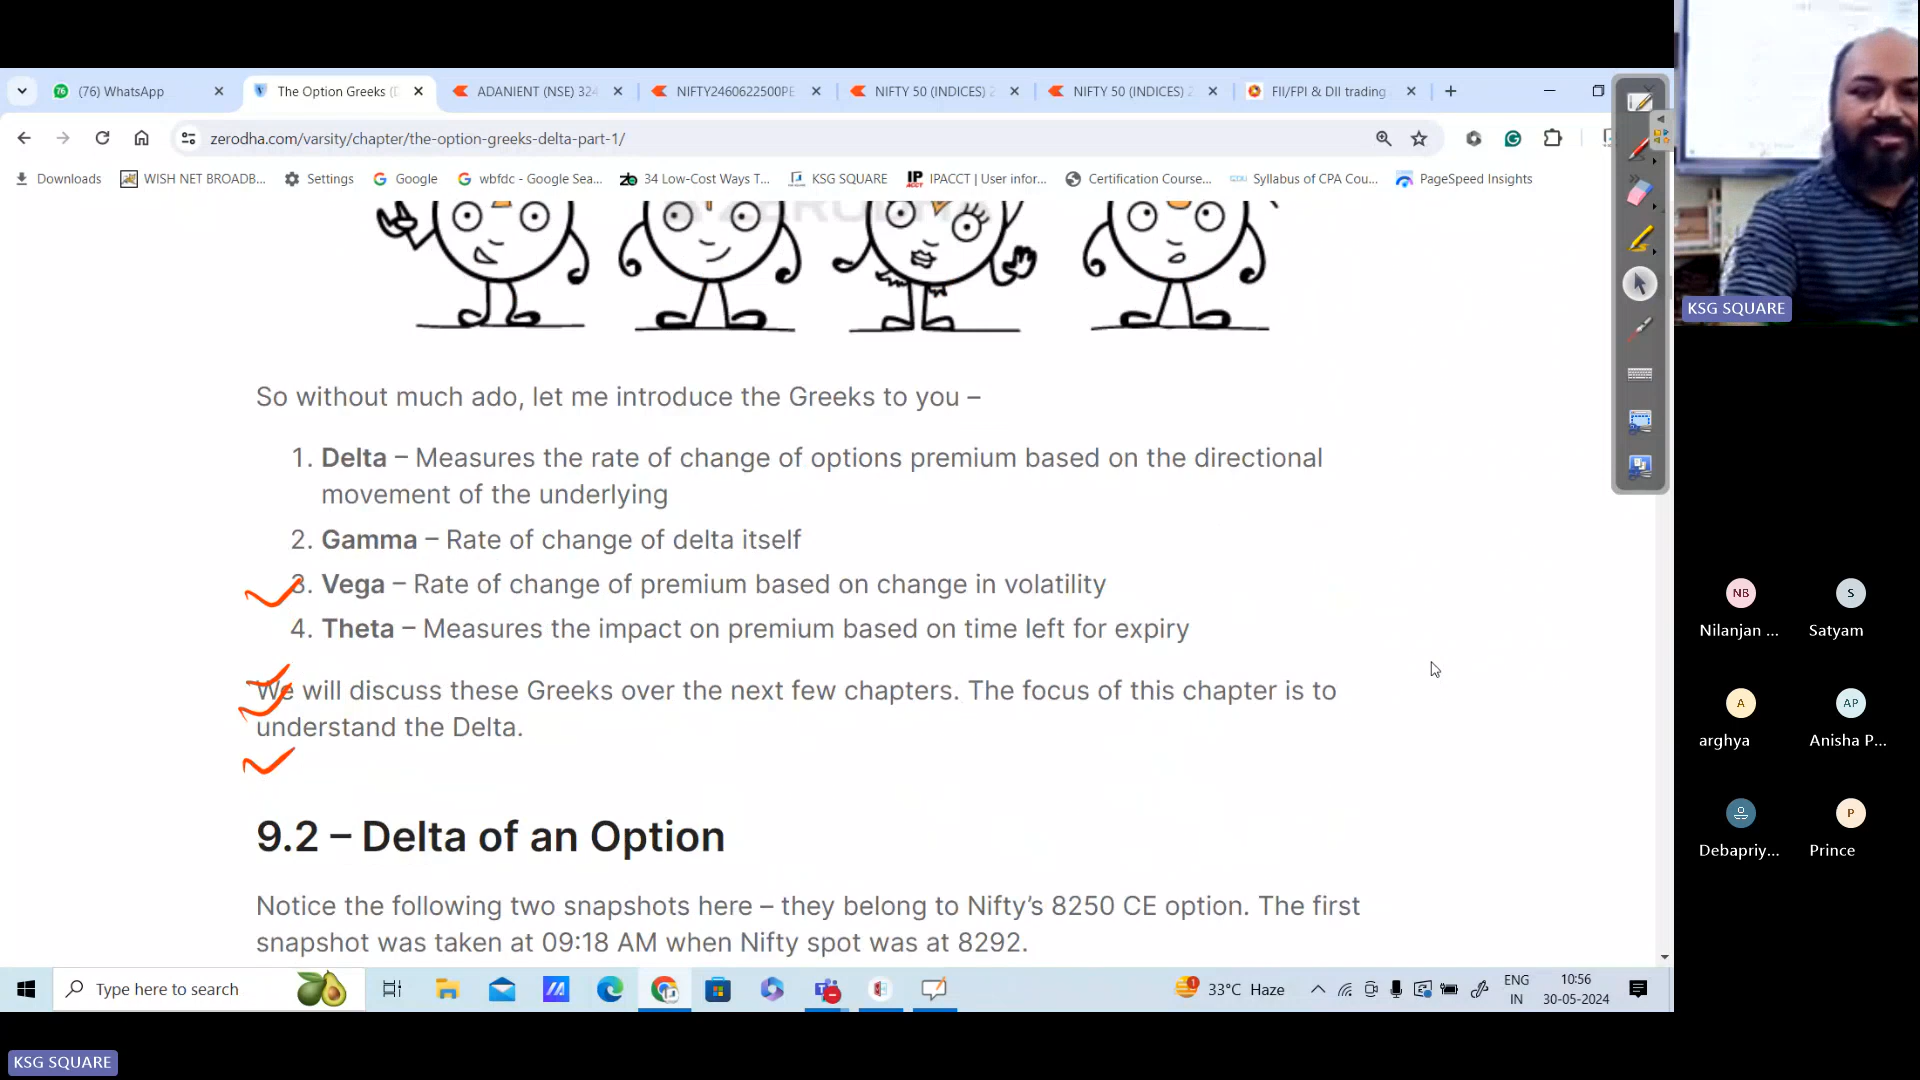 (76) WhatsApp
The Option Greeks (D
ADANIENT (NSE) 324
NIFTY2460622500PE
NIFTY 50 (INDICES) 2
NIFTY 50 (INDICES) 2
FII/FPI & DII trading
zerodha.com/varsity/chapter/the-option-greeks-delta-part-1/
Downloads
WISH NET BROADB...
Settings
Google
wbfdc - Google Sea...
34 Low-Cost Ways T...
KSG SQUARE
IPACCT | User infor...
Certification Course...
Syllabus of CPA Cou...
PageSpeed Insights
So without much ado, let me introduce the Greeks to you –
1. Delta – Measures the rate of change of options premium based on the directional
movement of the underlying
2. Gamma – Rate of change of delta itself
3. Vega – Rate of change of premium based on change in volatility
4. Theta – Measures the impact on premium based on time left for expiry
We will discuss these Greeks over the next few chapters. The focus of this chapter is to
understand the Delta.
9.2 – Delta of an Option
Notice the following two snapshots here – they belong to Nifty's 8250 CE option. The first
snapshot was taken at 09:18 AM when Nifty spot was at 8292.
Type here to search
33°C Haze
ENG
IN
10:56
30-05-2024
KSG SQUARE
NB
Nilanjan ...
S
Satyam
A
arghya
AP
Anisha P...
Debapriy...
P
Prince
KSG SQUARE